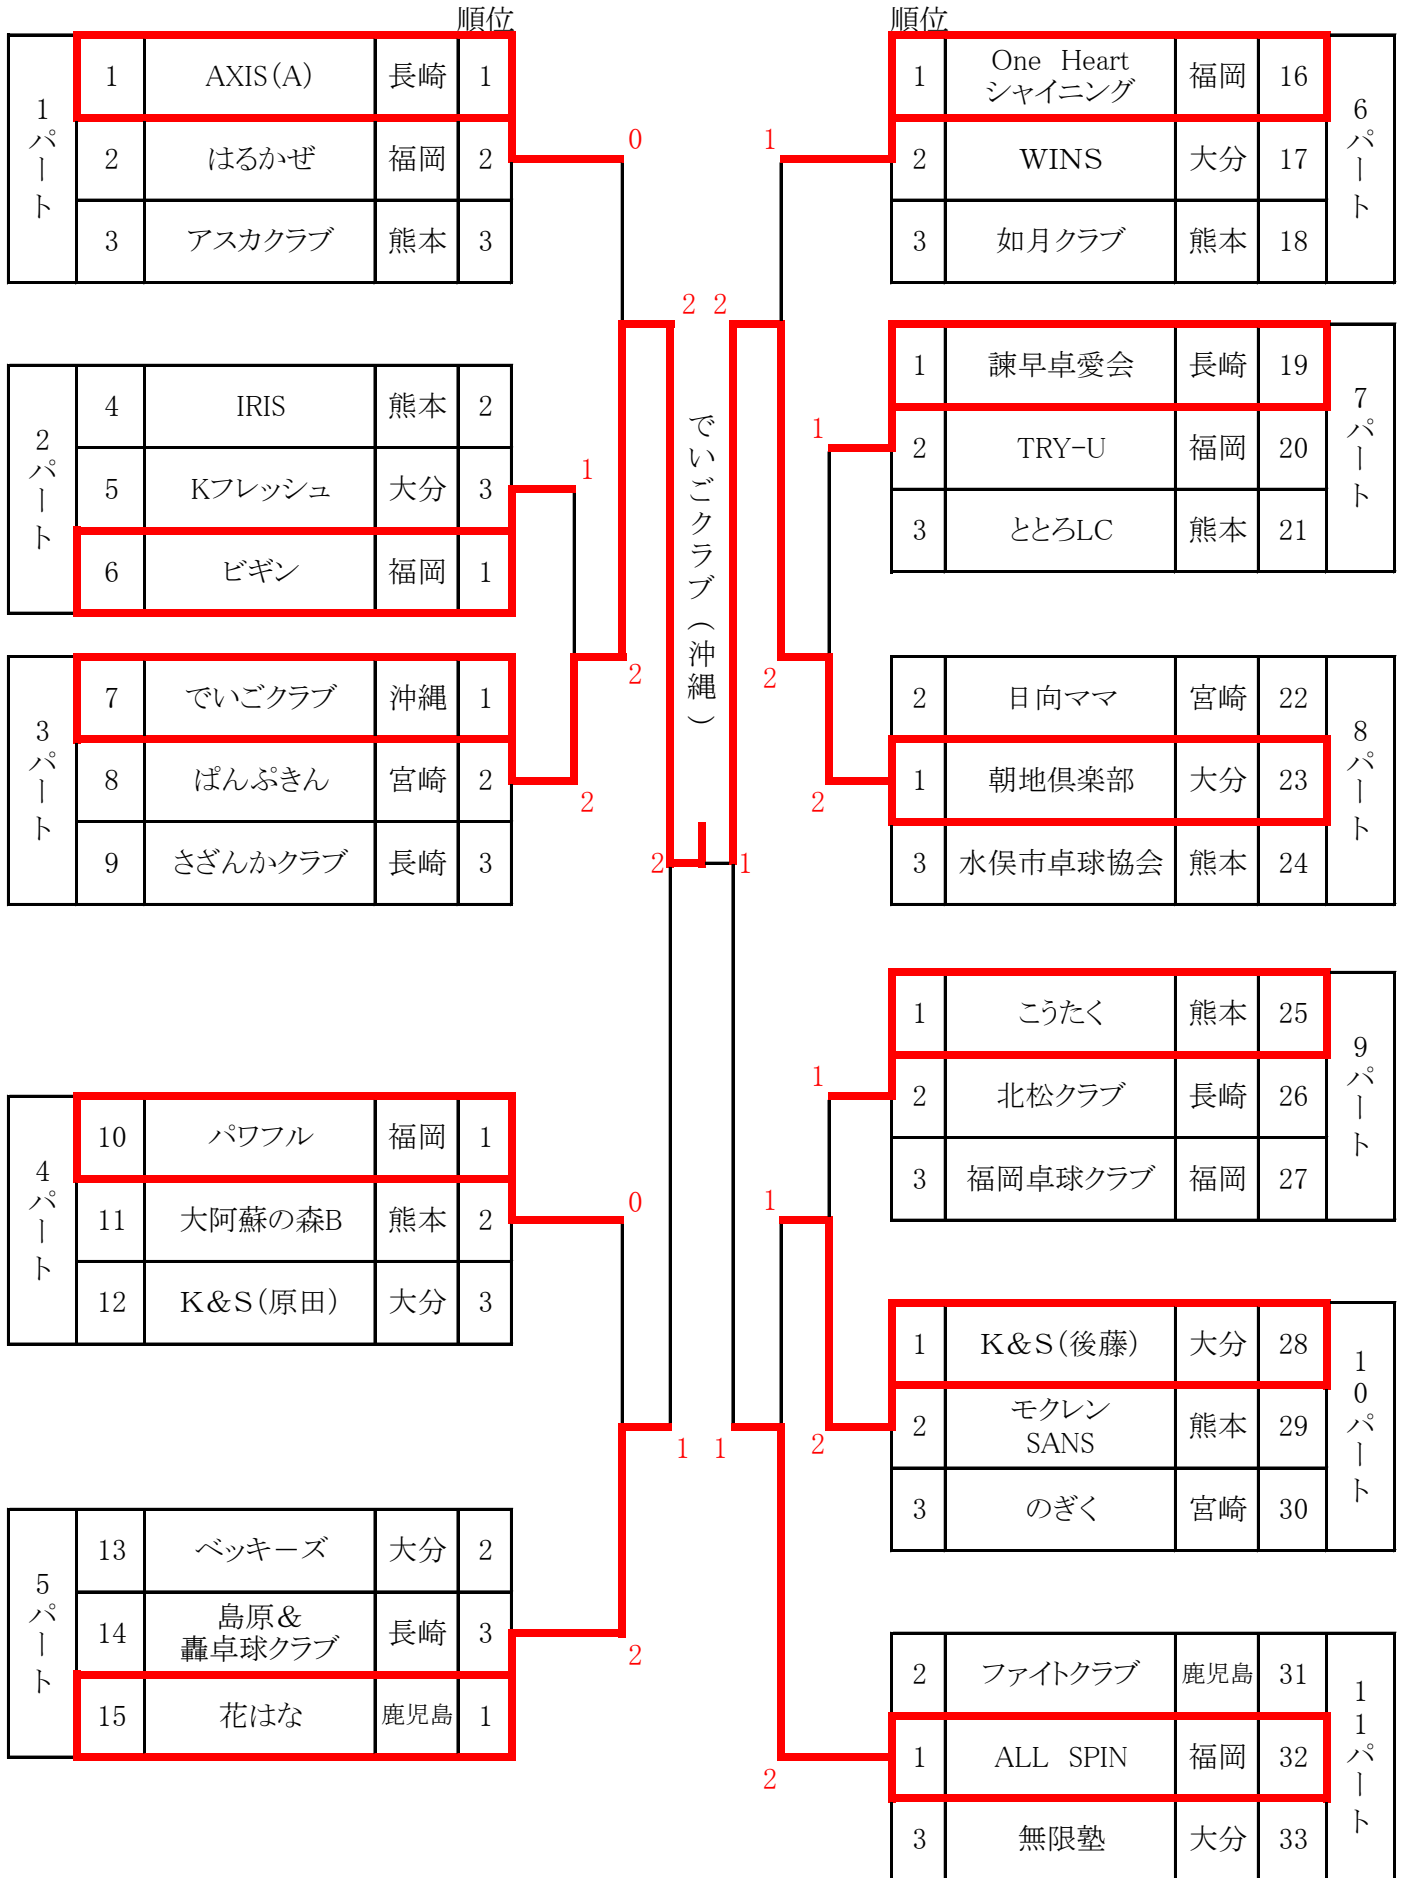 順位
1パート
1 AXIS(A) 長崎 1
2 はるかぜ 福岡 2
3 アスカクラブ 熊本 3
0
2パート
4 IRIS 熊本 2
5 Kフレッシュ 大分 3
6 ビギン 福岡 1
1
3パート
7 でいごクラブ 沖縄 1
8 ぱんぷきん 宮崎 2
9 さざんかクラブ 長崎 3
2
2
2 2
でいごクラブ(沖縄)
2 1
4パート
10 パワフル 福岡 1
11 大阿蘇の森B 熊本 2
12 K&S(原田) 大分 3
0
5パート
13 ベッキーズ 大分 2
14 島原&
轟卓球クラブ 長崎 3
15 花はな 鹿児島 1
2
1 1
順位
6パート
1 One Heart
シャイニング 福岡 16
2 WINS 大分 17
3 如月クラブ 熊本 18
1
7パート
1 諫早卓愛会 長崎 19
2 TRY-U 福岡 20
3 ととろLC 熊本 21
1
2
8パート
2 日向ママ 宮崎 22
1 朝地倶楽部 大分 23
3 水俣市卓球協会 熊本 24
2
9パート
1 こうたく 熊本 25
2 北松クラブ 長崎 26
3 福岡卓球クラブ 福岡 27
1
1
10パート
1 K&S(後藤) 大分 28
2 モクレン
SANS 熊本 29
3 のぎく 宮崎 30
2
11パート
2 ファイトクラブ 鹿児島 31
1 ALL SPIN 福岡 32
3 無限塾 大分 33
2